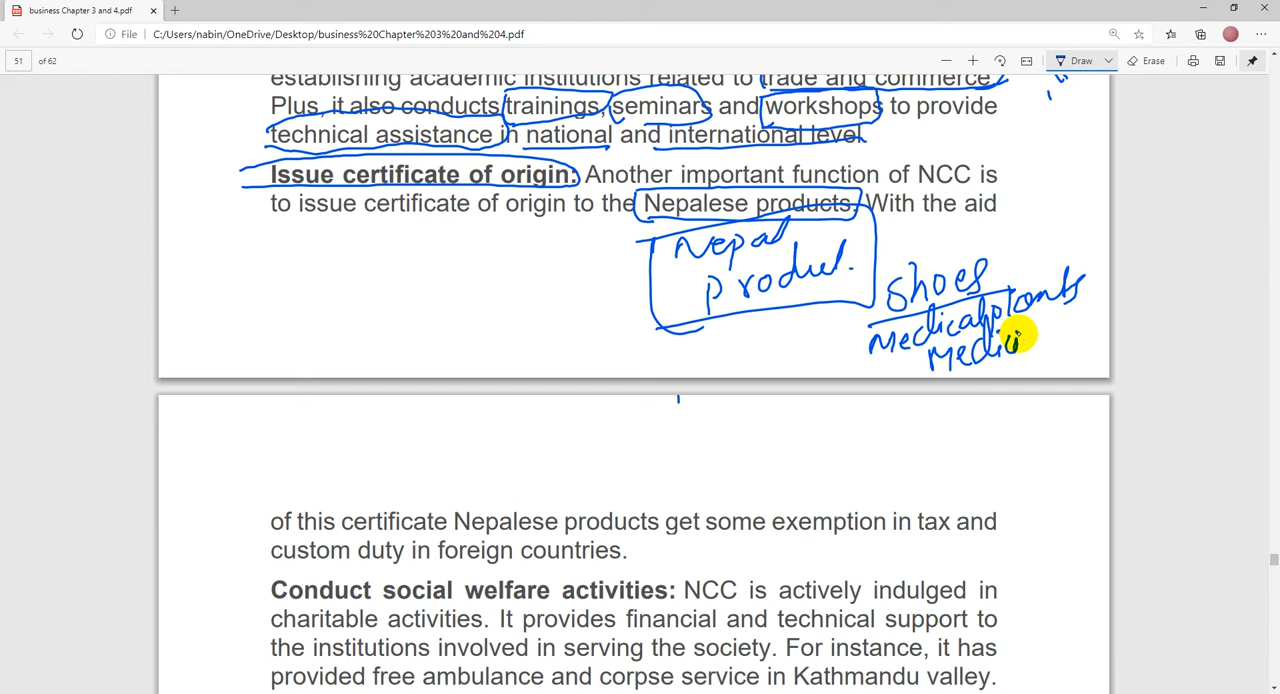 business Chapter 3 and 4.pdf
File C:/Users/nabin/OneDrive/Desktop/business%20Chapter%203%20and%204.pdf
51 of 62 Draw Erase
establishing academic institutions related to trade and commerce.
Plus, it also conducts trainings, seminars and workshops to provide
technical assistance in national and international level.
Issue certificate of origin: Another important function of NCC is
to issue certificate of origin to the Nepalese products. With the aid
Nepal
Produc.
Shoes
Medical plants
Medici
of this certificate Nepalese products get some exemption in tax and
custom duty in foreign countries.
Conduct social welfare activities: NCC is actively indulged in
charitable activities. It provides financial and technical support to
the institutions involved in serving the society. For instance, it has
provided free ambulance and corpse service in Kathmandu valley.